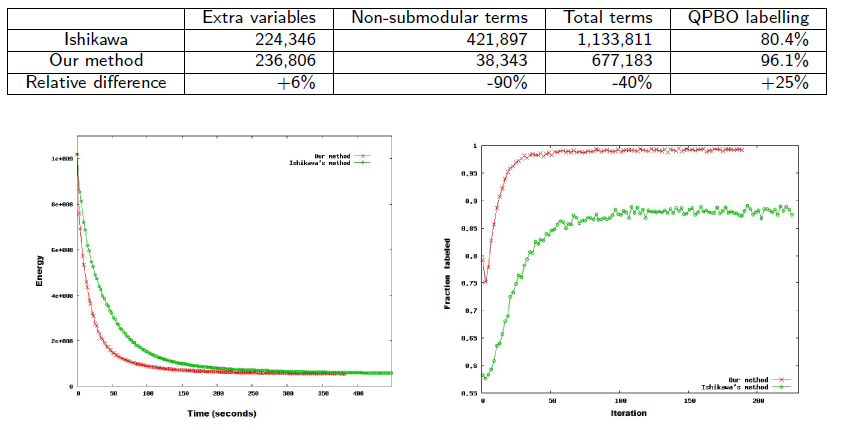 Extra variables Non-submodular terms Total terms QPBO labelling
Ishikawa 224,346 421,897 1,133,811 80.4%
Our method 236,806 38,343 677,183 96.1%
Relative difference +6% -90% -40% +25%
Our method
Ishikawa's method
1e+009
8e+008
6e+008
4e+008
2e+008
0
Energy
0 50 100 150 200 250 300 350 400
Time (seconds)
1
0.95
0.9
0.85
0.8
0.75
0.7
0.65
0.6
0.55
Fraction labeled
Our method
Ishikawa's method
0 50 100 150 200
Iteration